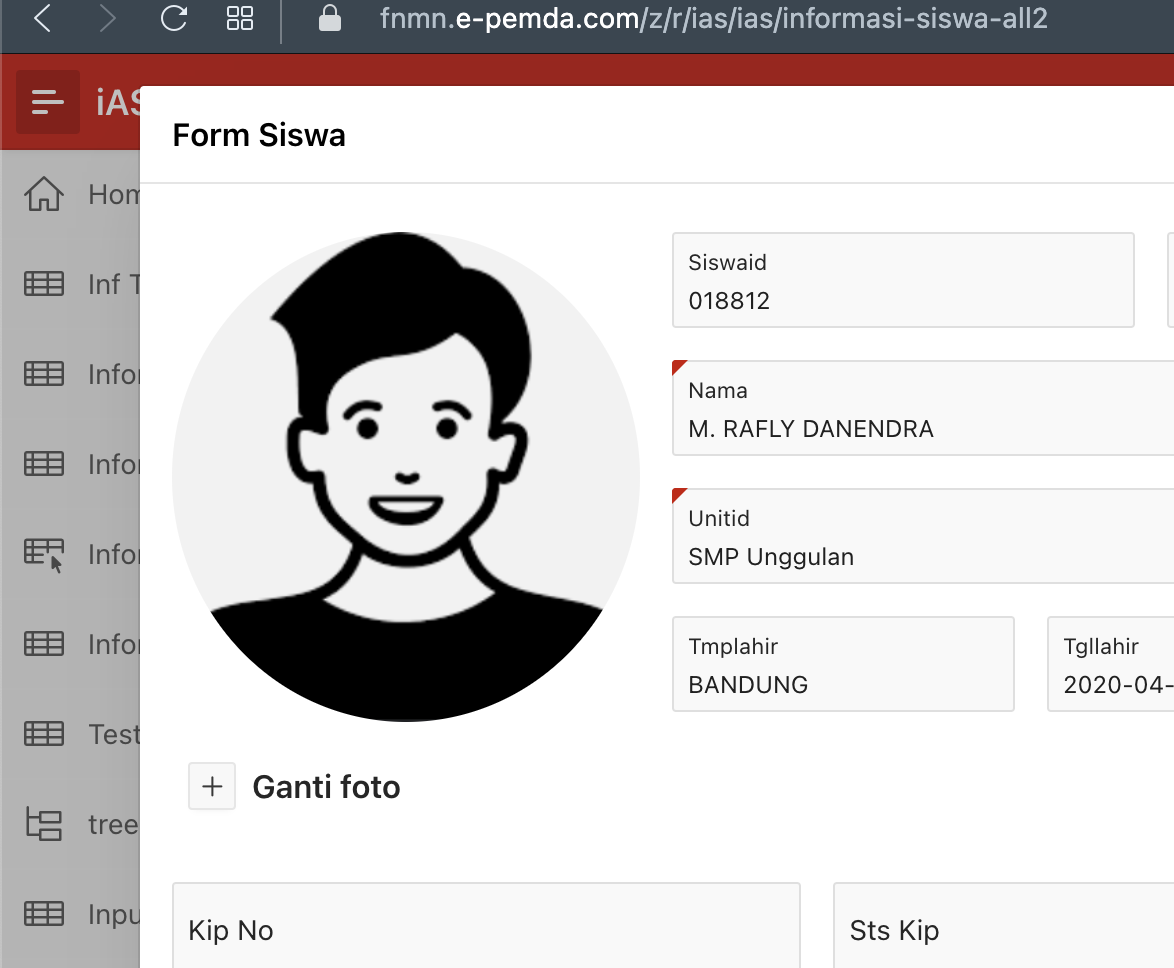 fnmn.e-pemda.com/z/r/ias/ias/informasi-siswa-all2
iAS
Form Siswa
Hom
Inf T
Infor
Infor
Infor
Infor
Test
tree
Inpu
Siswaid
018812
Nama
M. RAFLY DANENDRA
Unitid
SMP Unggulan
Tmplahir
BANDUNG
Tgllahir
2020-04-
+ Ganti foto
Kip No
Sts Kip